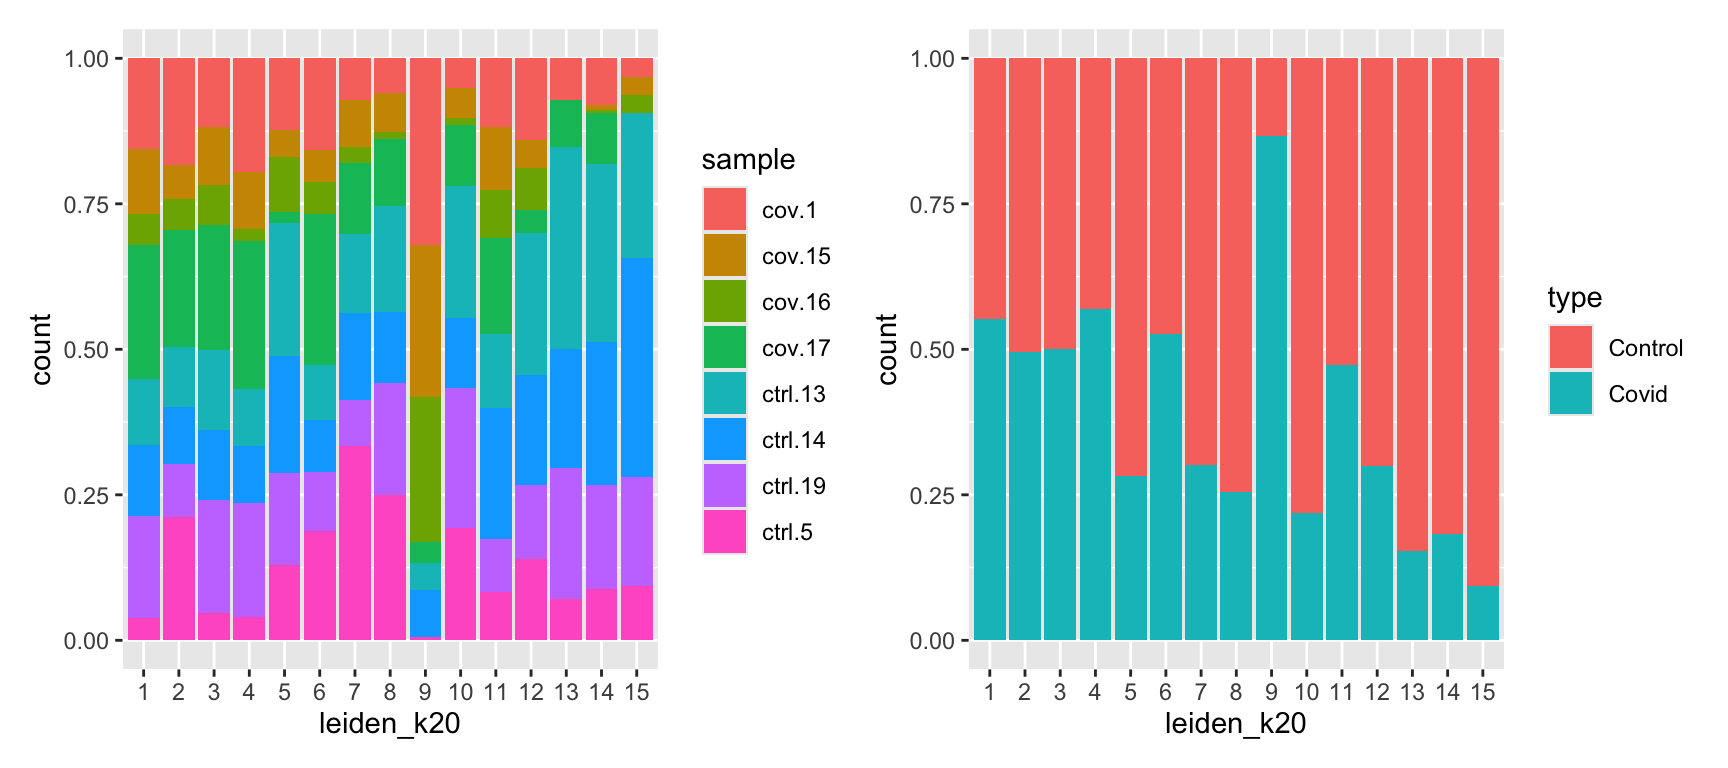 1.00
0.75
0.50
0.25
0.00
count
1 2 3 4 5 6 7 8 9 10 11 12 13 14 15
leiden_k20
sample
cov.1
cov.15
cov.16
cov.17
ctrl.13
ctrl.14
ctrl.19
ctrl.5
1.00
0.75
0.50
0.25
0.00
count
1 2 3 4 5 6 7 8 9 10 11 12 13 14 15
leiden_k20
type
Control
Covid